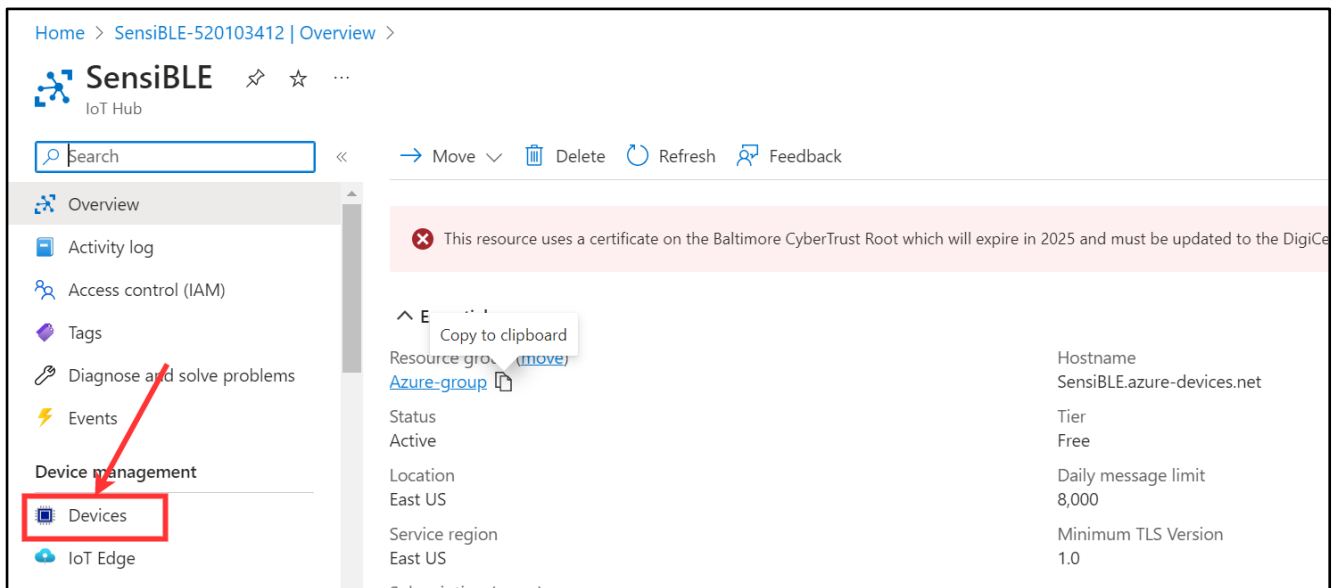 Home > SensiBLE-520103412 | Overview >
SensiBLE
IoT Hub
Search
Move
Delete
Refresh
Feedback
Overview
Activity log
Access control (IAM)
Tags
Diagnose and solve problems
Events
Device management
Devices
IoT Edge
This resource uses a certificate on the Baltimore CyberTrust Root which will expire in 2025 and must be updated to the DigiCe
Copy to clipboard
Resource (move)
Azure-group
Status
Active
Location
East US
Service region
East US
Hostname
SensiBLE.azure-devices.net
Tier
Free
Daily message limit
8,000
Minimum TLS Version
1.0